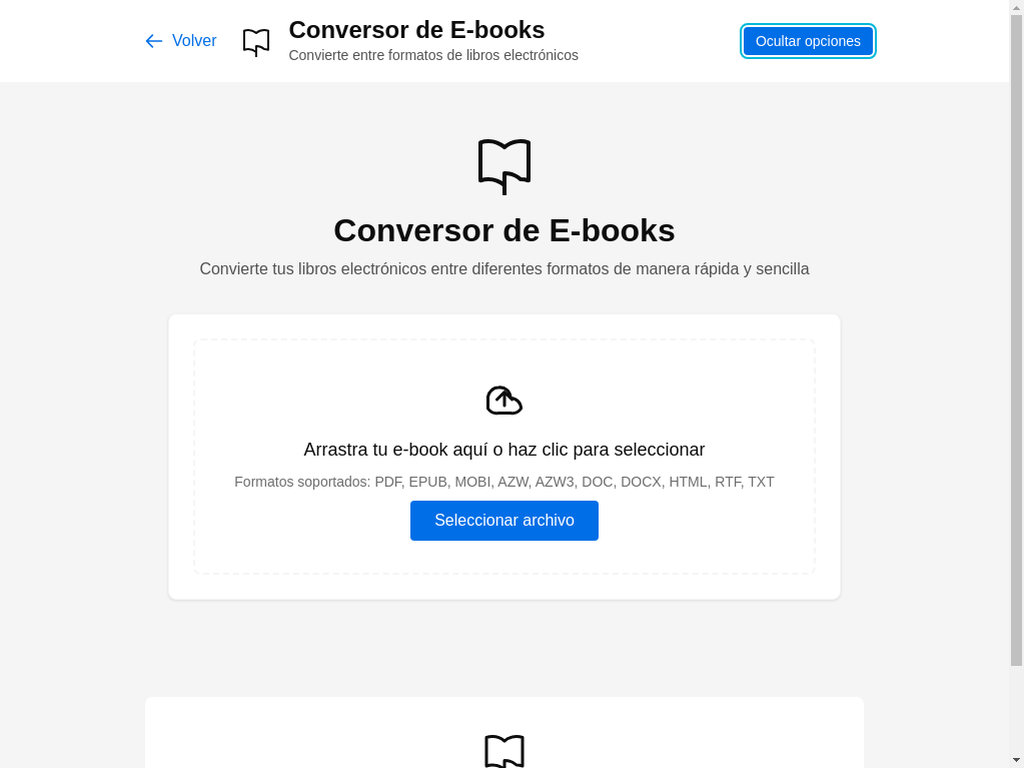 Volver
Conversor de E-books
Convierte entre formatos de libros electrónicos
Ocultar opciones
Conversor de E-books
Convierte tus libros electrónicos entre diferentes formatos de manera rápida y sencilla
Arrastra tu e-book aquí o haz clic para seleccionar
Formatos soportados: PDF, EPUB, MOBI, AZW, AZW3, DOC, DOCX, HTML, RTF, TXT
Seleccionar archivo